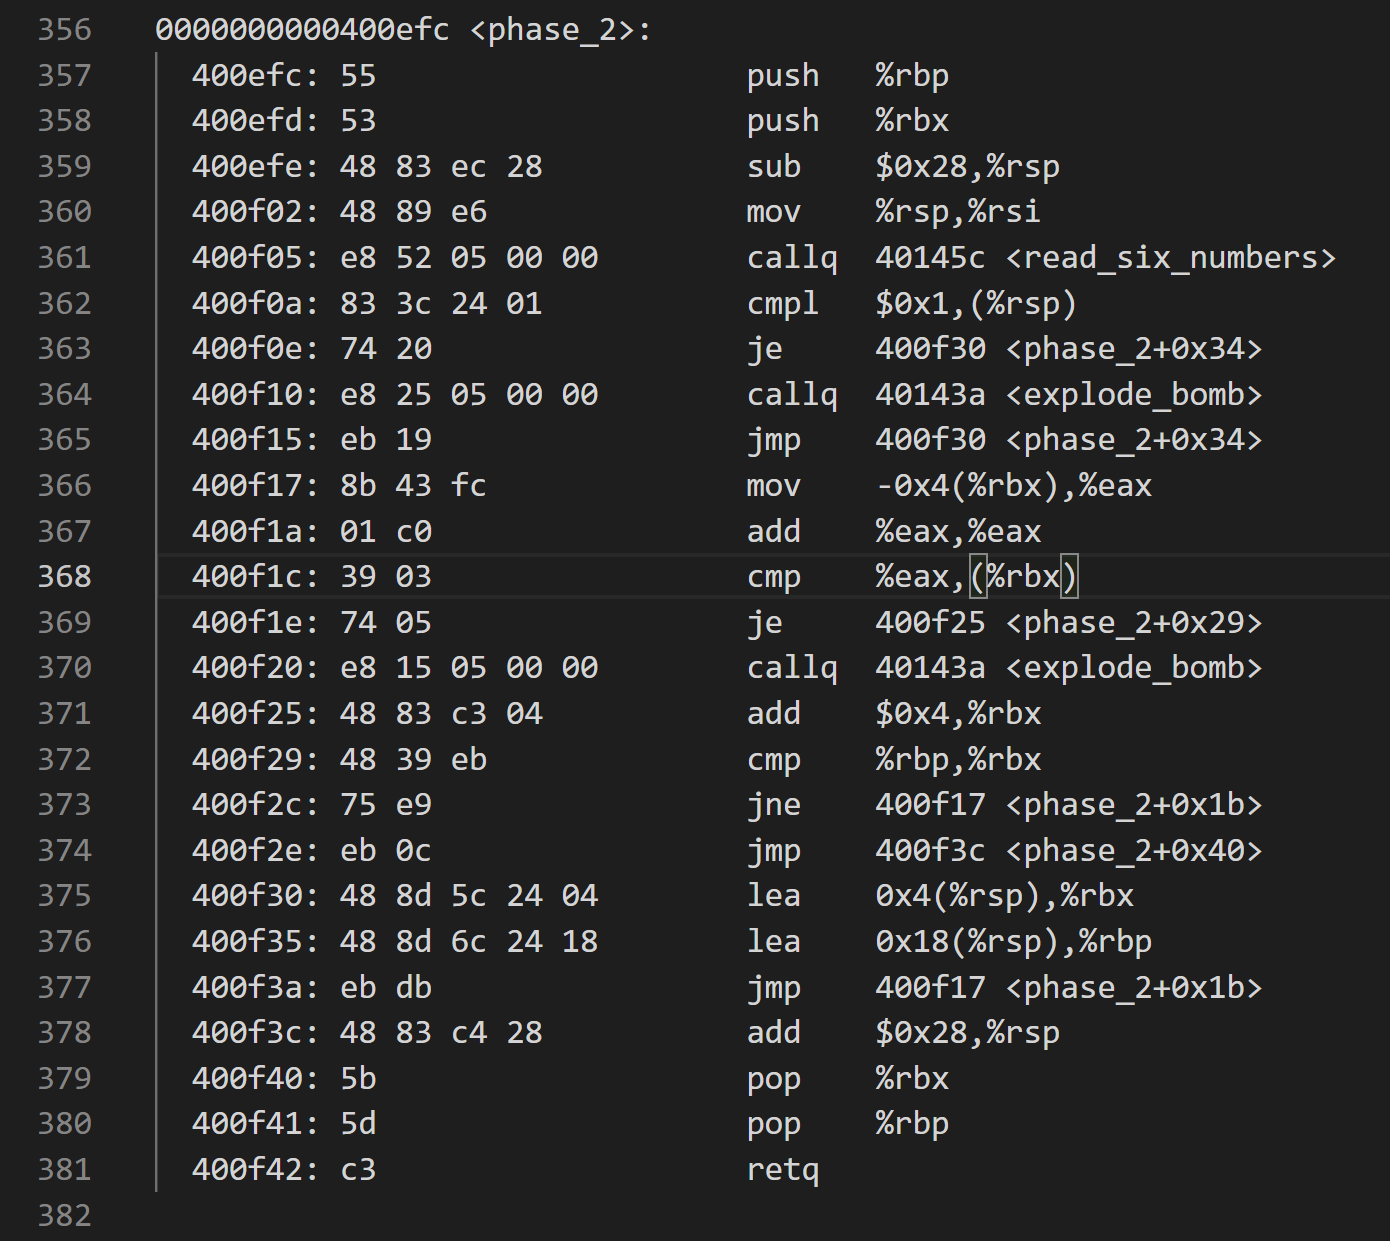 356 0000000000400efc <phase_2>:
357 400efc: 55 push %rbp
358 400efd: 53 push %rbx
359 400efe: 48 83 ec 28 sub $0x28,%rsp
360 400f02: 48 89 e6 mov %rsp,%rsi
361 400f05: e8 52 05 00 00 callq 40145c <read_six_numbers>
362 400f0a: 83 3c 24 01 cmpl $0x1,(%rsp)
363 400f0e: 74 20 je 400f30 <phase_2+0x34>
364 400f10: e8 25 05 00 00 callq 40143a <explode_bomb>
365 400f15: eb 19 jmp 400f30 <phase_2+0x34>
366 400f17: 8b 43 fc mov -0x4(%rbx),%eax
367 400f1a: 01 c0 add %eax,%eax
368 400f1c: 39 03 cmp %eax,(%rbx)
369 400f1e: 74 05 je 400f25 <phase_2+0x29>
370 400f20: e8 15 05 00 00 callq 40143a <explode_bomb>
371 400f25: 48 83 c3 04 add $0x4,%rbx
372 400f29: 48 39 eb cmp %rbp,%rbx
373 400f2c: 75 e9 jne 400f17 <phase_2+0x1b>
374 400f2e: eb 0c jmp 400f3c <phase_2+0x40>
375 400f30: 48 8d 5c 24 04 lea 0x4(%rsp),%rbx
376 400f35: 48 8d 6c 24 18 lea 0x18(%rsp),%rbp
377 400f3a: eb db jmp 400f17 <phase_2+0x1b>
378 400f3c: 48 83 c4 28 add $0x28,%rsp
379 400f40: 5b pop %rbx
380 400f41: 5d pop %rbp
381 400f42: c3 retq
382